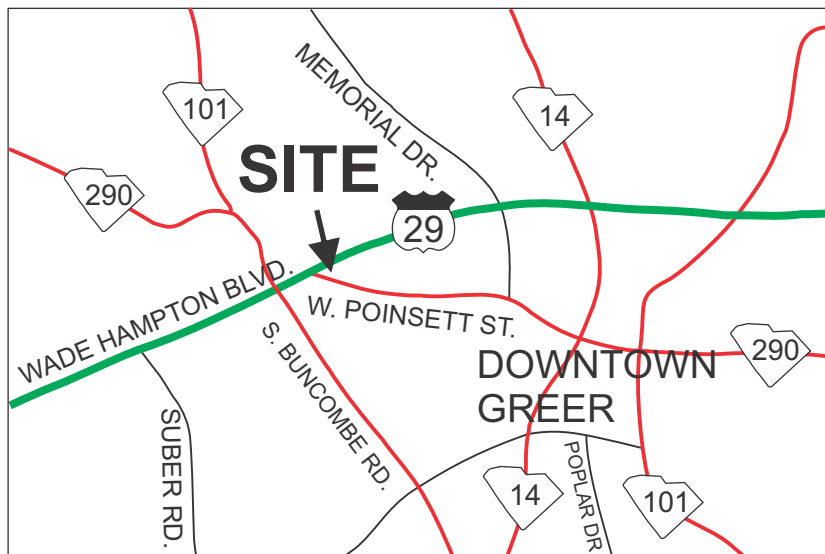 101
MEMORIAL DR.
14
290
SITE
29
WADE HAMPTON BLVD.
W. POINSETT ST.
S. BUNCOMBE RD.
DOWNTOWN
GREER
290
SUBER
RD.
POPLAR DR
14
101